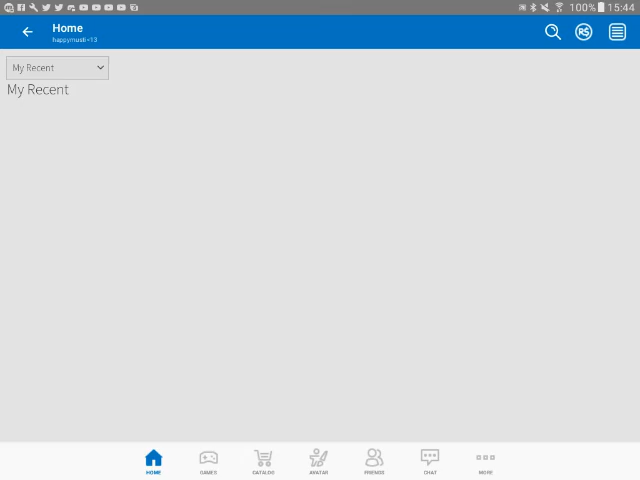 100% 15:44
Home
happymusti<13
R$
My Recent
My Recent
HOME
GAMES
CATALOG
AVATAR
FRIENDS
CHAT
MORE